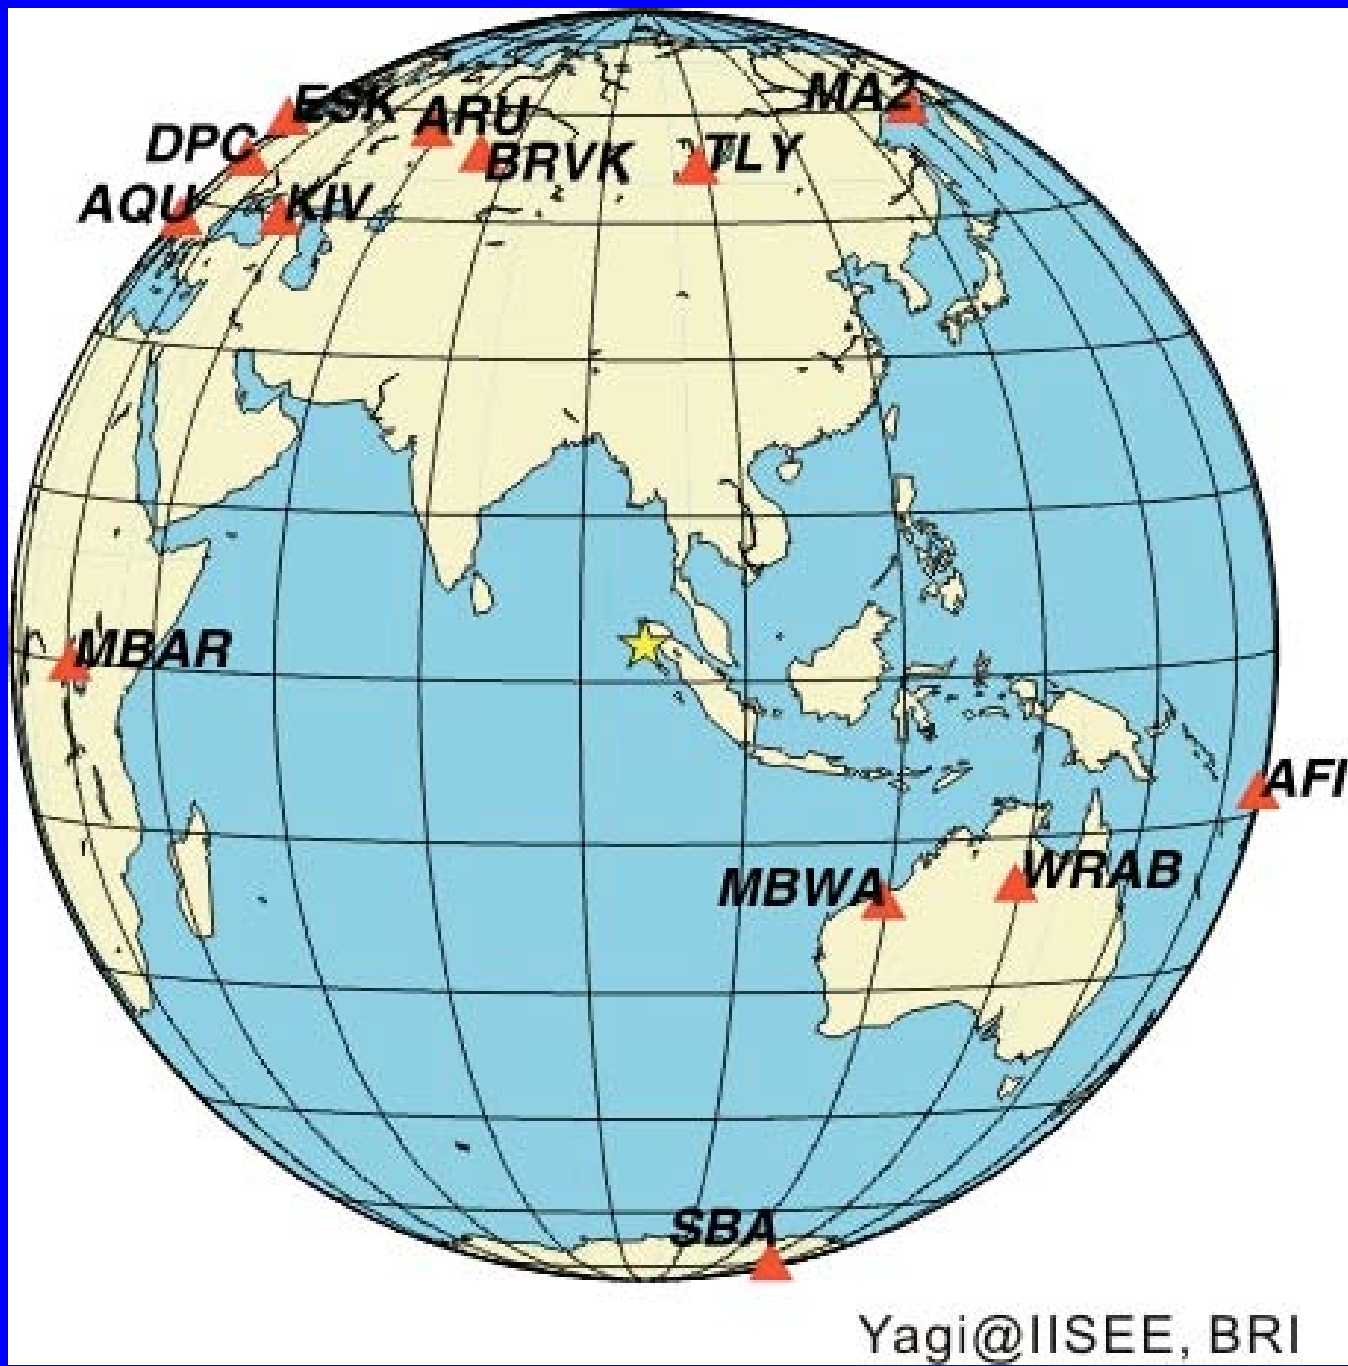 ESK
ARU
MA2
DPC
BRVK
TLY
AQU
KIV
MBAR
AFI
MBWA
WRAB
SBA
Yagi@IISEE, BRI